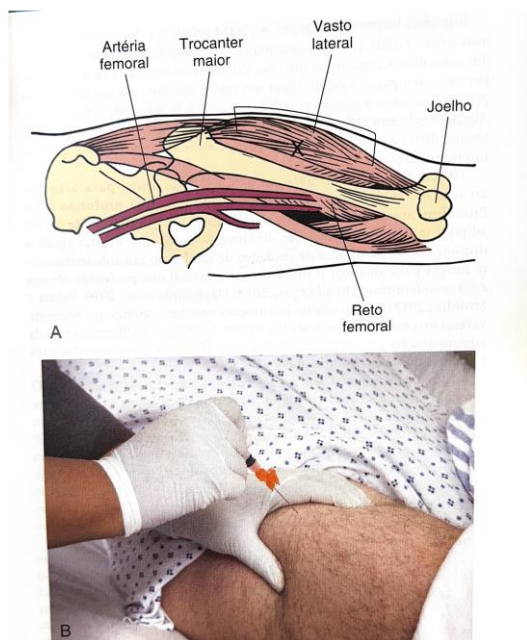 Artéria
femoral
Trocanter
maior
Vasto
lateral
Joelho
X
Reto
femoral
A
B